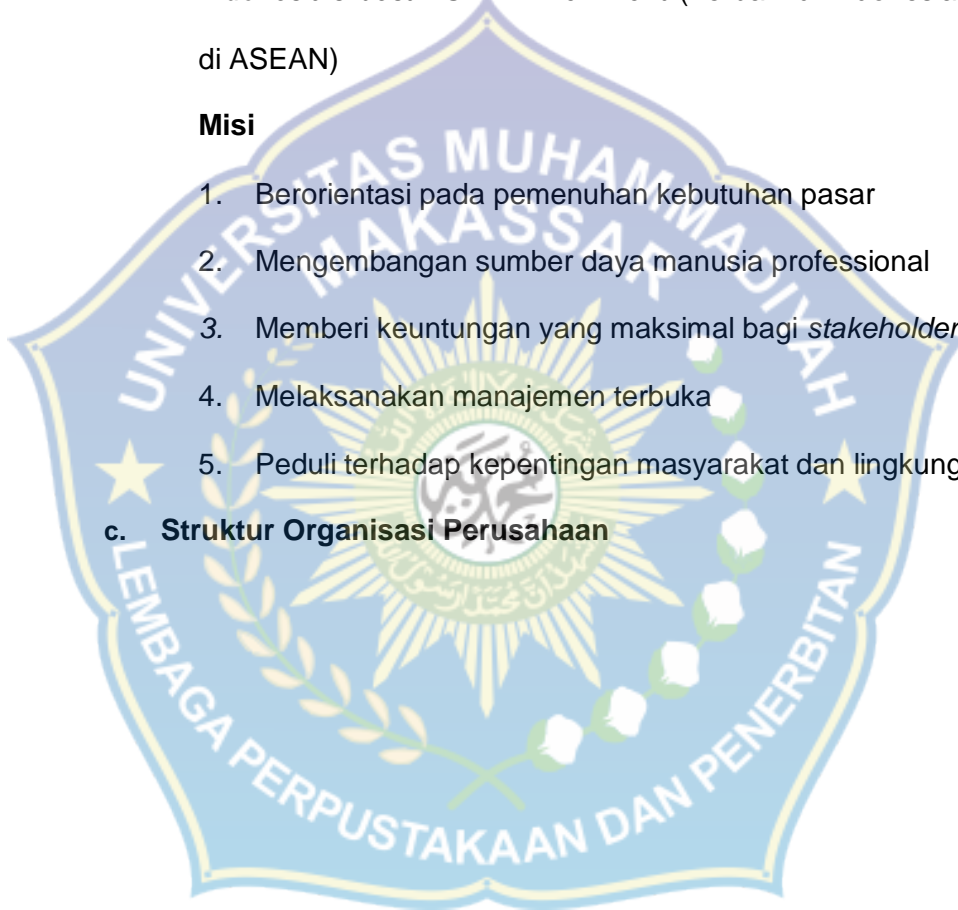 di ASEAN)
Misi
UNIVERSITAS MUHAMMADIYAH
MAKASSAR
1. Berorientasi pada pemenuhan kebutuhan pasar
2. Mengembangan sumber daya manusia professional
3. Memberi keuntungan yang maksimal bagi stakeholder
4. Melaksanakan manajemen terbuka
5. Peduli terhadap kepentingan masyarakat dan
c. Struktur Organisasi Perusahaan
LEMBAGA PERPUSTAKAAN DAN PENERBITAN